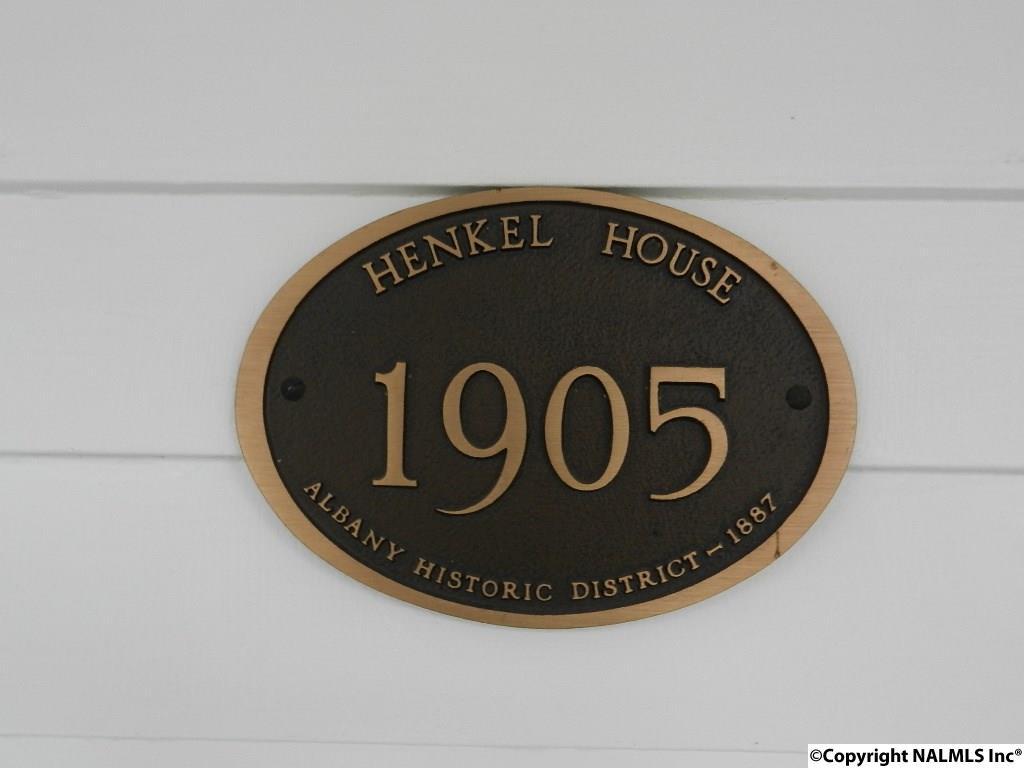 HENKEL HOUSE
1905
ALBANY HISTORIC DISTRICT - 1887
©Copyright NALMLS Inc®